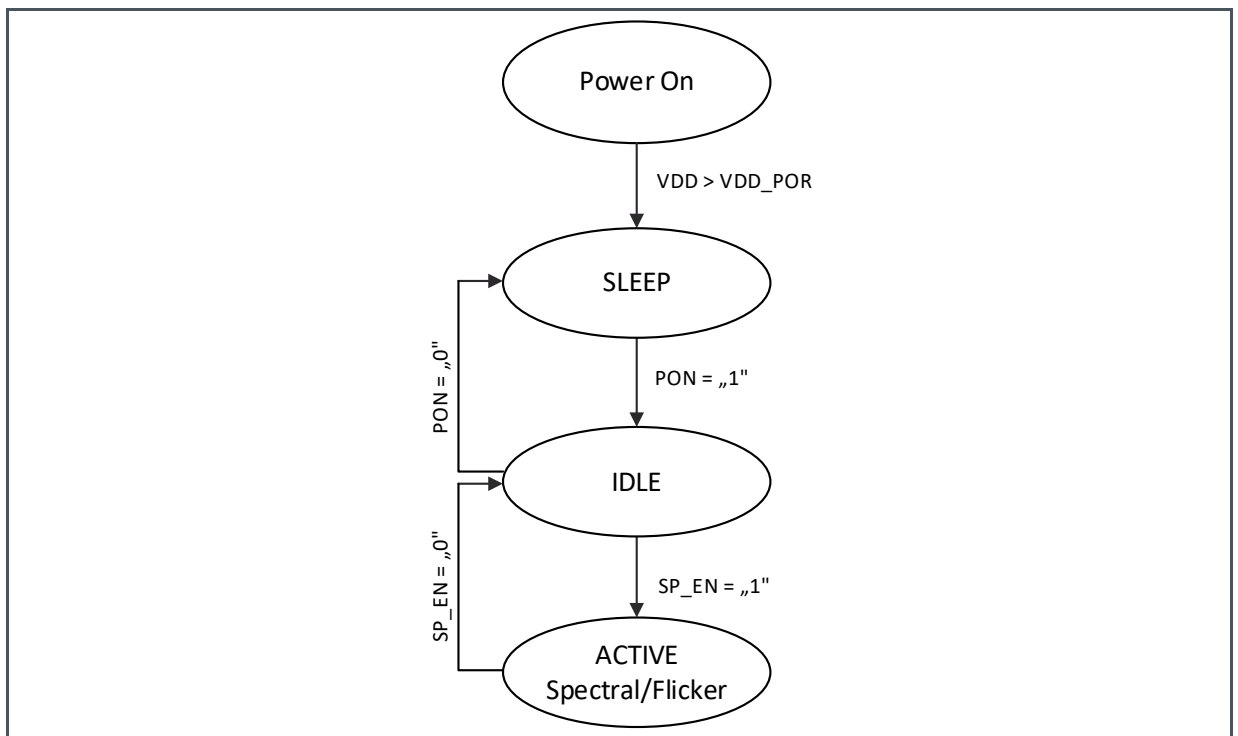 Power On
VDD > VDD_POR
SLEEP
PON = „0"
PON = „1"
IDLE
SP_EN = „0"
SP_EN = „1"
ACTIVE
Spectral/Flicker